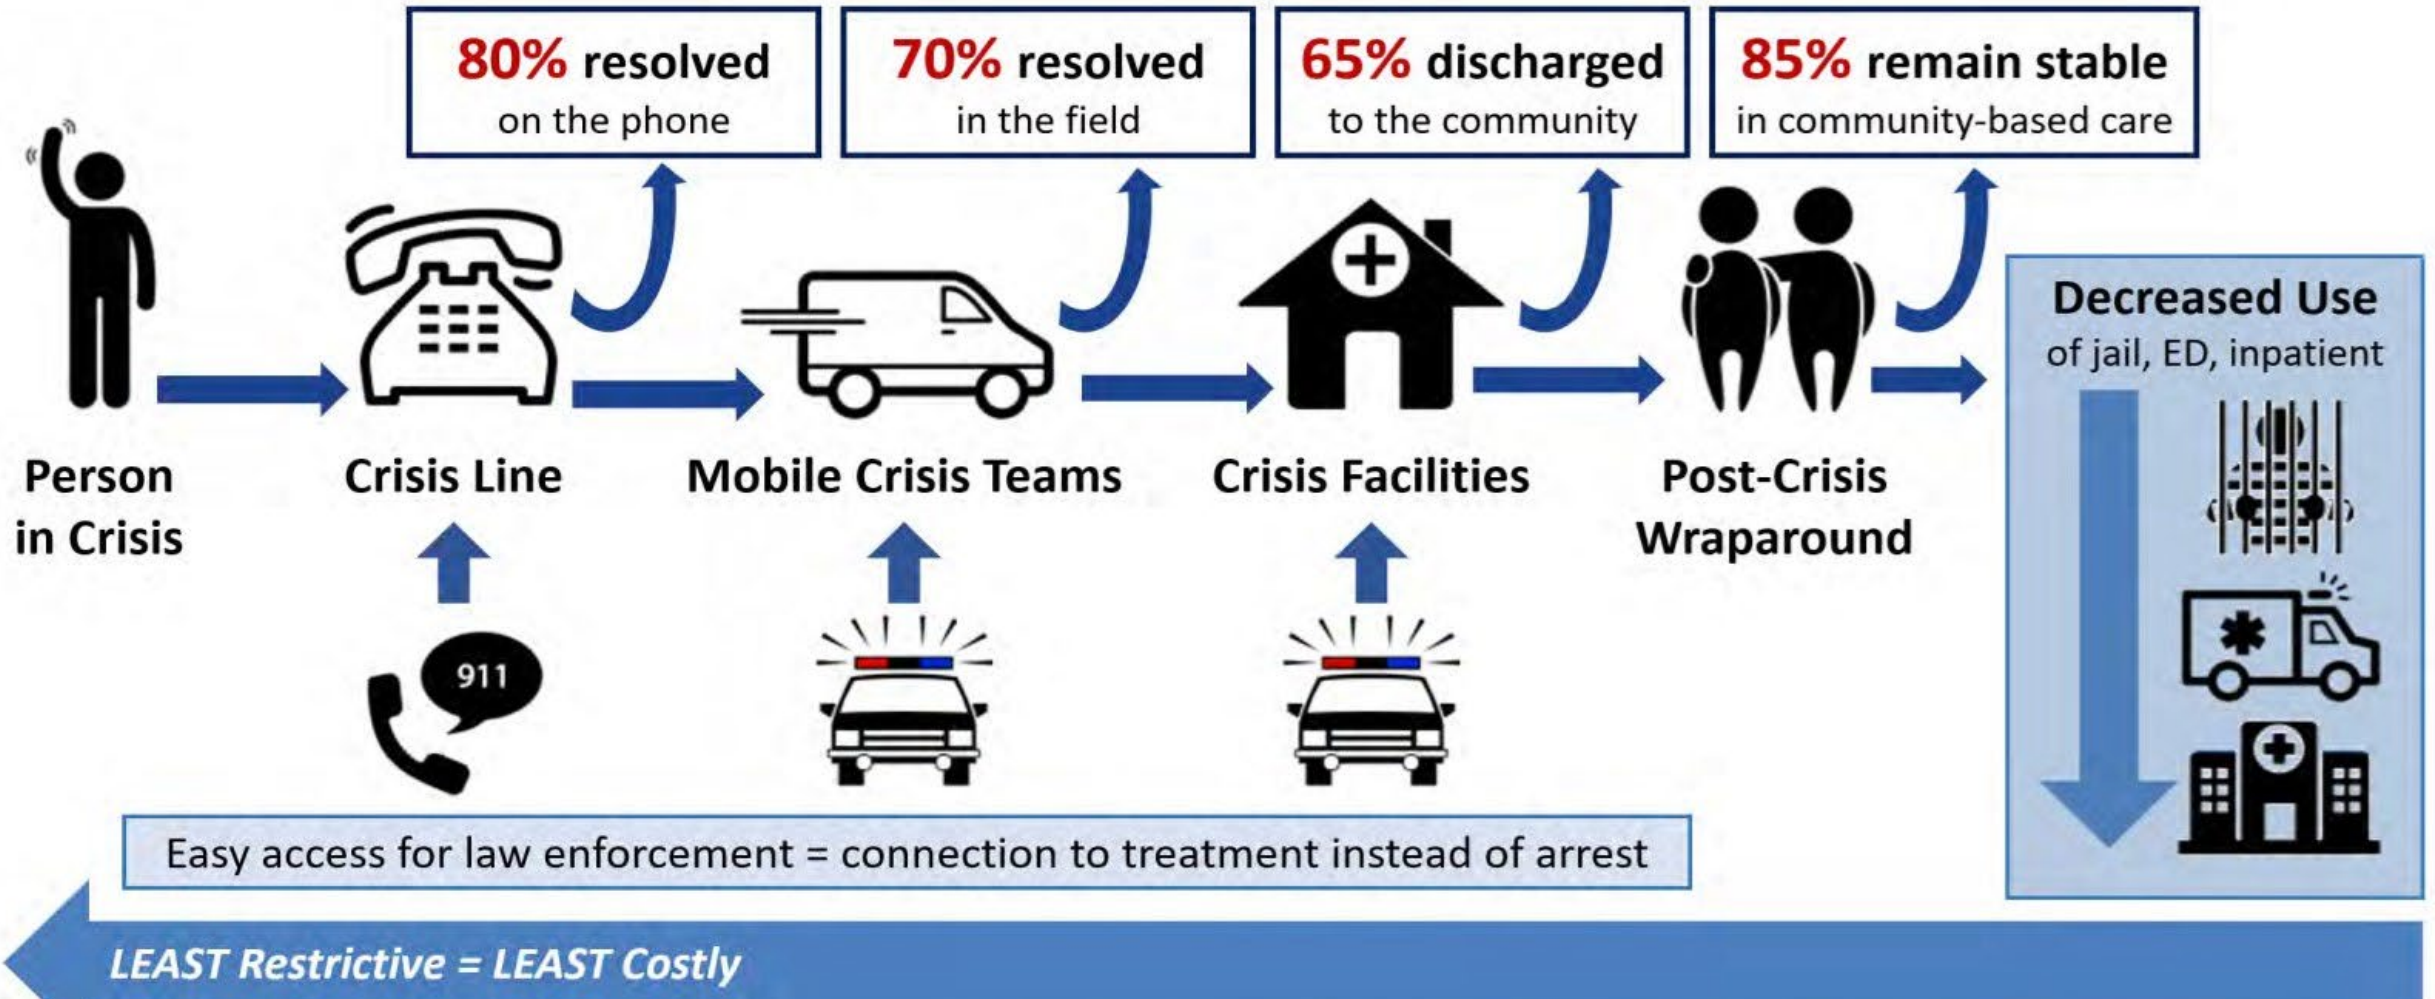 80% resolved
on the phone
70% resolved
in the field
65% discharged
to the community
85% remain stable
in community-based care
Decreased Use
of jail, ED, inpatient
Person
in Crisis
Crisis Line
Mobile Crisis Teams
Crisis Facilities
Post-Crisis
Wraparound
911
Easy access for law enforcement = connection to treatment instead of arrest
LEAST Restrictive = LEAST Costly